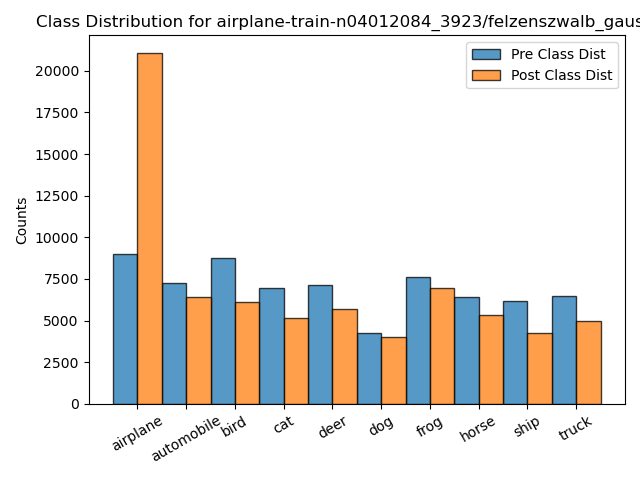 Class Distribution for airplane-train-n04012084_3923/felzenszwalb_gaus
Pre Class Dist
Post Class Dist
Counts
20000
17500
15000
12500
10000
7500
5000
2500
0
airplane
automobile
bird
cat
deer
dog
frog
horse
ship
truck